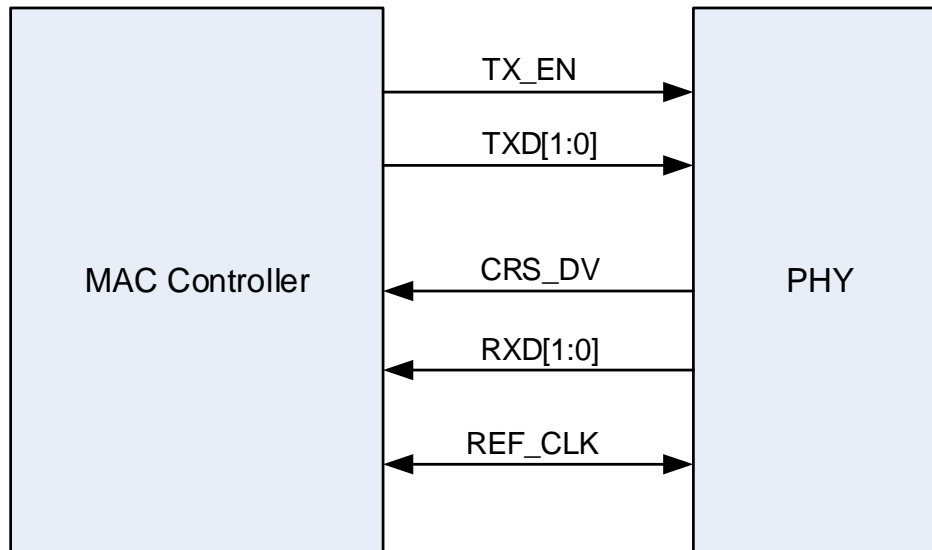 TX_EN
TXD[1:0]
MAC Controller
CRS_DV
PHY
RXD[1:0]
REF_CLK